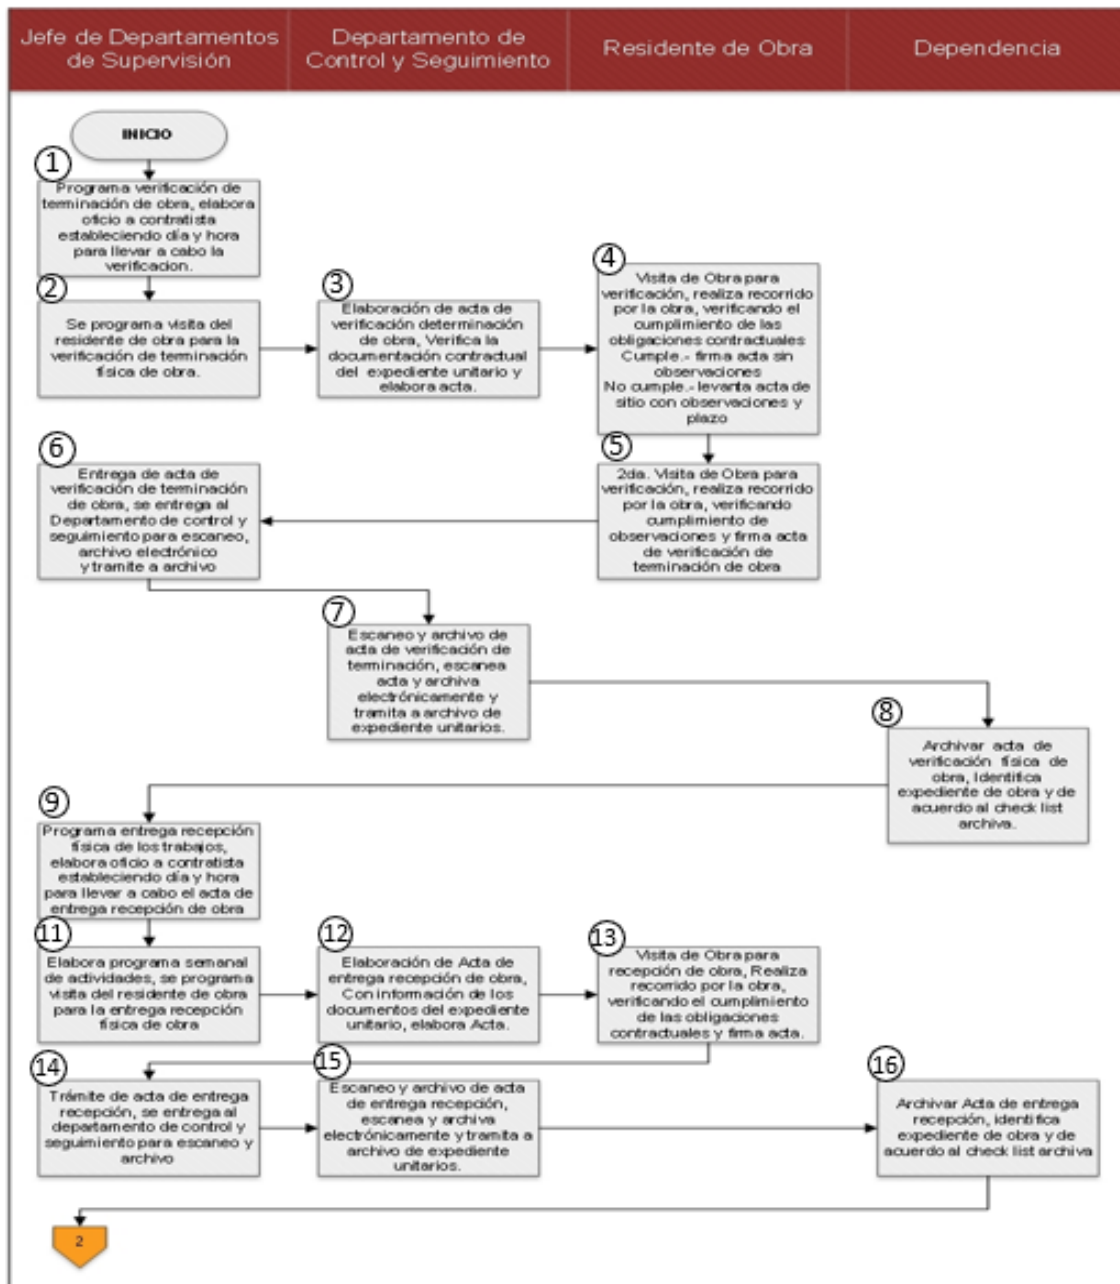 Jefe de Departamentos
de Supervisión
Departamento de
Control y Seguimiento
Residente de Obra
Dependencia
INICIO
1
Programa verificación de
terminación de obra, elabora
oficio a contratista
estableciendo día y hora
para llevar a cabo la
verificacion.
2
Se programa visita del
residente de obra para la
verificación de terminación
física de obra.
3
Elaboración de acta de
verificación determinación
de obra, Verifica la
documentación contractual
del expediente unitario y
elabora acta.
4
Visita de Obra para
verificación, realiza recorrido
por la obra, verificando el
cumplimiento de las
obligaciones contractuales
Cumple.- firma acta sin
observaciones
No cumple.- levanta acta de
sitio con observaciones y
plazo
5
2da. Visita de Obra para
verificación, realiza recorrido
por la obra, verificando
cumplimiento de
observaciones y firma acta
de verificación de
terminación de obra
6
Entrega de acta de
verificación de terminación
de obra, se entrega al
Departamento de control y
seguimiento para escaneo,
archivo electrónico
y tramite a archivo
7
Escaneo y archivo de
acta de verificación de
terminación, escanea
acta y archiva
electrónicamente y
tramita a archivo de
expediente unitarios.
8
Archivar acta de
verificación física de
obra, Identifica
expediente de obra y de
acuerdo al check list
archiva.
9
Programa entrega recepción
física de los trabajos,
elabora oficio a contratista
estableciendo día y hora
para llevar a cabo el acta de
entrega recepción de obra
11
Elabora programa semanal
de actividades, se programa
visita del residente de obra
para la entrega recepción
física de obra
12
Elaboración de Acta de
entrega recepción de obra,
Con información de los
documentos del expediente
unitario, elabora Acta.
13
Visita de Obra para
recepción de obra, Realiza
recorrido por la obra,
verificando el cumplimiento
de las obligaciones
contractuales y firma acta.
14
Trámite de acta de entrega
recepción, se entrega al
departamento de control y
seguimiento para escaneo y
archivo
15
Escaneo y archivo de acta
de entrega recepción,
escanea y archiva
electrónicamente y tramita a
archivo de expediente
unitarios.
16
Archivar Acta de entrega
recepción, identifica
expediente de obra y de
acuerdo al check list archiva
2